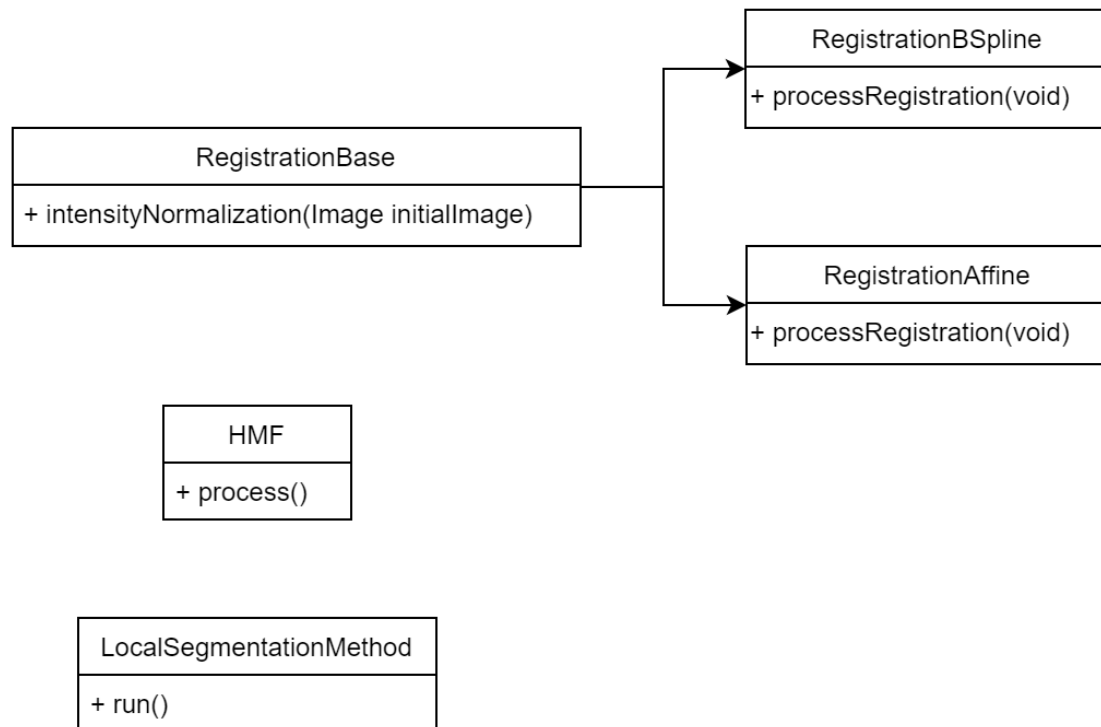 RegistrationBSpline
+ processRegistration(void)
RegistrationBase
+ intensityNormalization(Image initialImage)
RegistrationAffine
+ processRegistration(void)
HMF
+ process()
LocalSegmentationMethod
+ run()